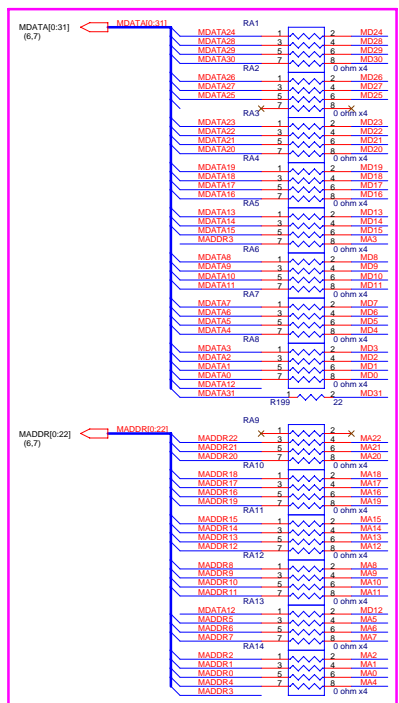 MDATA[0:31] MDATA[0:31] RA1
(6,7)
MDATA24 1 2 MD24
MDATA28 3 4 MD28
MDATA29 5 6 MD29
MDATA30 7 8 MD30
RA2 0 ohm x4
MDATA26 1 2 MD26
MDATA27 3 4 MD27
MDATA25 5 6 MD25
7 8
RA3 0 ohm x4
MDATA23 1 2 MD23
MDATA22 3 4 MD22
MDATA21 5 6 MD21
MDATA20 7 8 MD20
RA4 0 ohm x4
MDATA19 1 2 MD19
MDATA18 3 4 MD18
MDATA17 5 6 MD17
MDATA16 7 8 MD16
RA5 0 ohm x4
MDATA13 1 2 MD13
MDATA14 3 4 MD14
MDATA15 5 6 MD15
MADDR3 7 8 MA3
RA6 0 ohm x4
MDATA8 1 2 MD8
MDATA9 3 4 MD9
MDATA10 5 6 MD10
MDATA11 7 8 MD11
RA7 0 ohm x4
MDATA7 1 2 MD7
MDATA6 3 4 MD6
MDATA5 5 6 MD5
MDATA4 7 8 MD4
RA8 0 ohm x4
MDATA3 1 2 MD3
MDATA2 3 4 MD2
MDATA1 5 6 MD1
MDATA0 7 8 MD0
MDATA12 0 ohm x4
MDATA31 1 2 MD31
R199 22
MADDR[0:22] MADDR[0:22] RA9
(6,7)
1 2
MADDR22 3 4 MA22
MADDR21 5 6 MA21
MADDR20 7 8 MA20
RA10 0 ohm x4
MADDR18 1 2 MA18
MADDR17 3 4 MA17
MADDR16 5 6 MA16
MADDR19 7 8 MA19
RA11 0 ohm x4
MADDR15 1 2 MA15
MADDR14 3 4 MA14
MADDR13 5 6 MA13
MADDR12 7 8 MA12
RA12 0 ohm x4
MADDR8 1 2 MA8
MADDR9 3 4 MA9
MADDR10 5 6 MA10
MADDR11 7 8 MA11
RA13 0 ohm x4
MDATA12 1 2 MD12
MADDR5 3 4 MA5
MADDR6 5 6 MA6
MADDR7 7 8 MA7
RA14 0 ohm x4
MADDR2 1 2 MA2
MADDR1 3 4 MA1
MADDR0 5 6 MA0
MADDR4 7 8 MA4
MADDR3 0 ohm x4